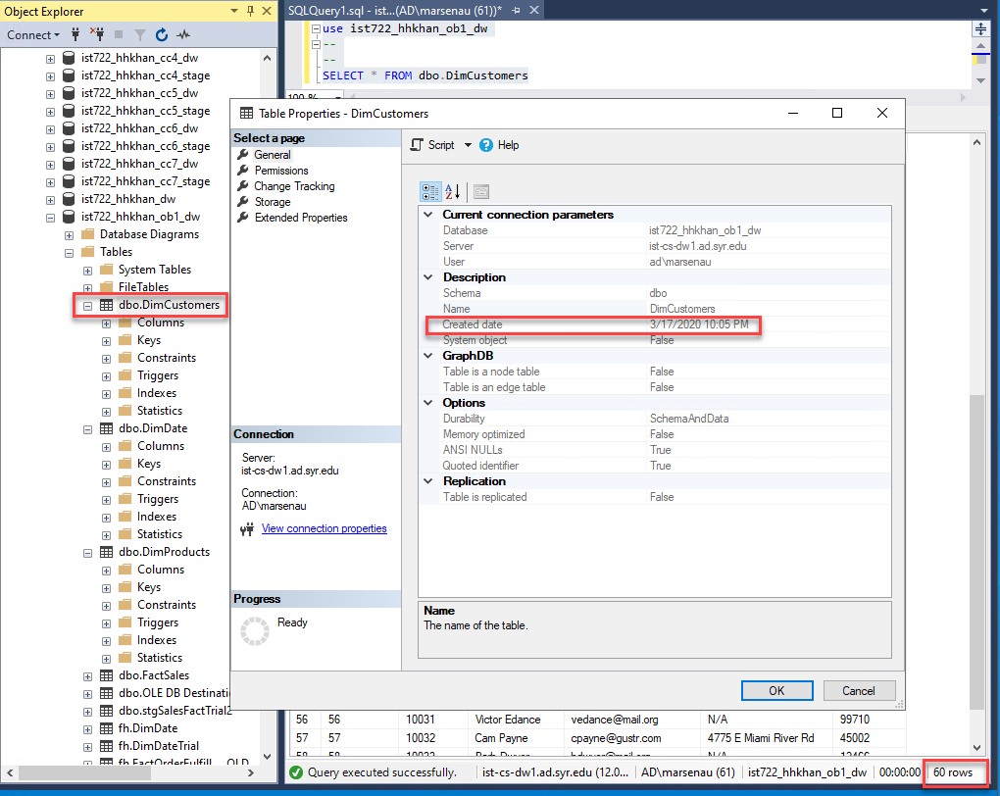 Object Explorer
Connect
ist722_hhkhan_cc4_dw
ist722_hhkhan_cc4_stage
ist722_hhkhan_cc5_dw
ist722_hhkhan_cc5_stage
ist722_hhkhan_cc6_dw
ist722_hhkhan_cc6_stage
ist722_hhkhan_cc7_dw
ist722_hhkhan_cc7_stage
ist722_hhkhan_dw
ist722_hhkhan_ob1_dw
Database Diagrams
Tables
System Tables
FileTables
dbo.DimCustomers
Columns
Keys
Constraints
Triggers
Indexes
Statistics
dbo.DimDate
Columns
Keys
Constraints
Triggers
Indexes
Statistics
dbo.DimProducts
Columns
Keys
Constraints
Triggers
Indexes
Statistics
dbo.FactSales
dbo.OLE DB Destinati
dbo.stgSalesFactTrial2
fh.DimDate
fh.DimDateTrial
fh.FactOrderFulfill OLD
SQLQuery1.sql - ist...(AD\marsenau (61))*
use ist722_hhkhan_ob1_dw
--
--
SELECT * FROM dbo.DimCustomers
100 %
Table Properties - DimCustomers
Select a page
General
Permissions
Change Tracking
Storage
Extended Properties
Connection
Server:
ist-cs-dw1.ad.syr.edu
Connection:
AD\marsenau
View connection properties
Progress
Ready
Script Help
Current connection parameters
Database ist722_hhkhan_ob1_dw
Server ist-cs-dw1.ad.syr.edu
User ad\marsenau
Description
Schema dbo
Name DimCustomers
Created date 3/17/2020 10:05 PM
System object False
GraphDB
Table is a node table False
Table is an edge table False
Options
Durability SchemaAndData
Memory optimized False
ANSI NULLs True
Quoted identifier True
Replication
Table is replicated False
Name
The name of the table.
OK Cancel
56 56 10031 Victor Edance vedance@mail.org N/A 99710
57 57 10032 Cam Payne cpayne@gustr.com 4775 E Miami River Rd 45002
58 58 10033 N/A
Query executed successfully. ist-cs-dw1.ad.syr.edu (12.0... AD\marsenau (61) ist722_hhkhan_ob1_dw 00:00:00 60 rows